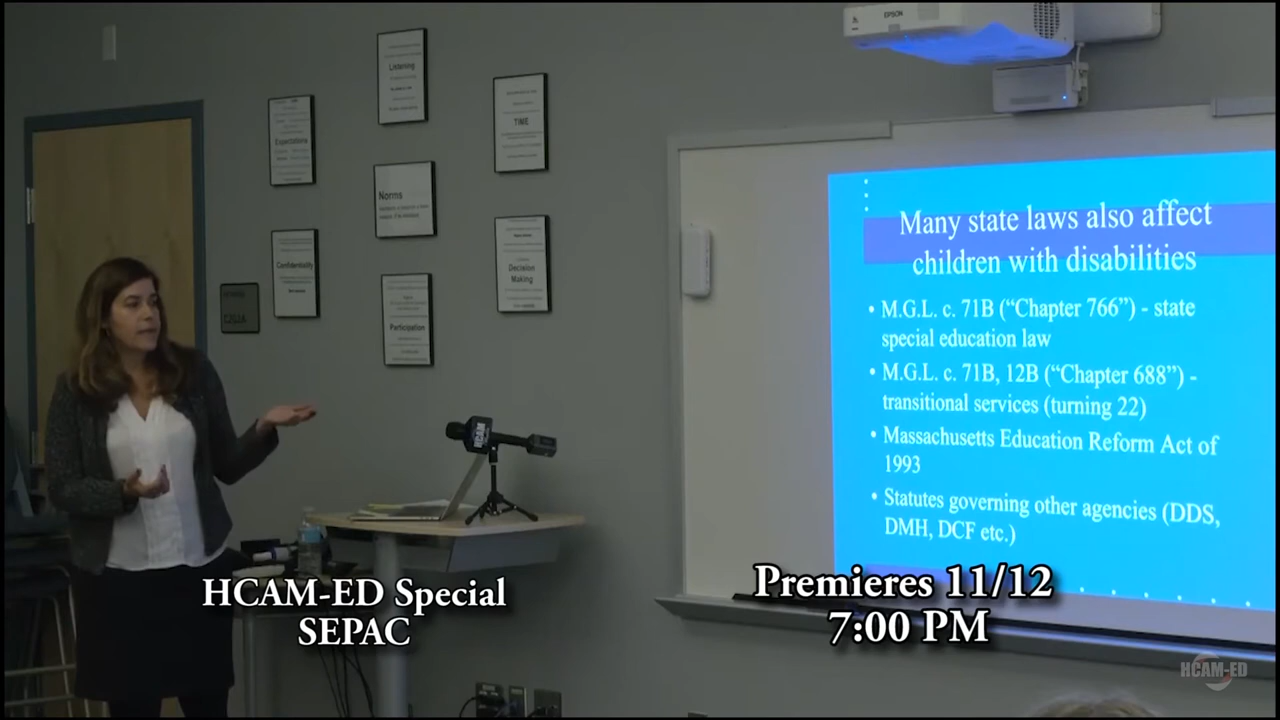 EPSON
Listening
TIME
Expectations
Norms
Confidentiality
Decision
Making
Participation
C202A
HCAM
Many state laws also affect
children with disabilities
• M.G.L. c. 71B (“Chapter 766”) - state
special education law
• M.G.L. c. 71B, 12B (“Chapter 688”) -
transitional services (turning 22)
• Massachusetts Education Reform Act of
1993
• Statutes governing other agencies (DDS,
DMH, DCF etc.)
HCAM-ED Special
SEPAC
Premieres 11/12
7:00 PM
HCAM-ED